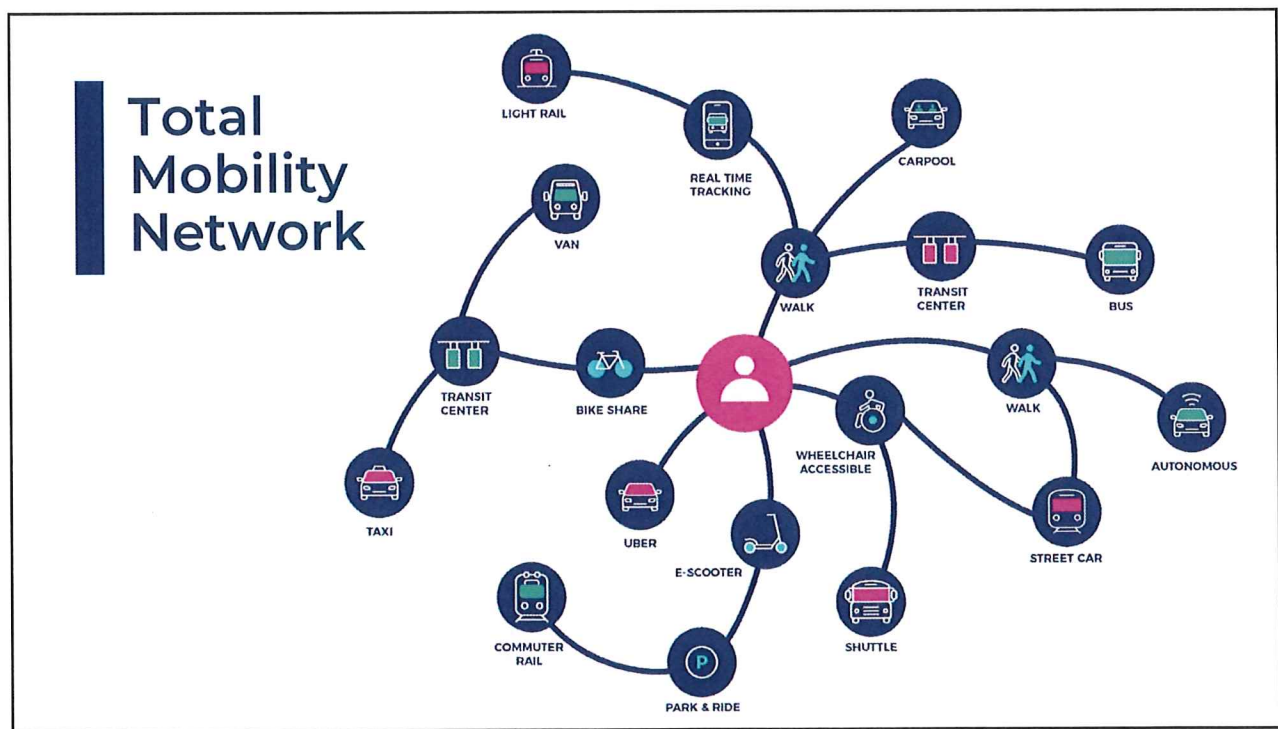 Total
Mobility
Network
LIGHT RAIL
REAL TIME
TRACKING
CARPOOL
VAN
WALK
TRANSIT
CENTER
BUS
TRANSIT
CENTER
BIKE SHARE
WALK
WHEELCHAIR
ACCESSIBLE
AUTONOMOUS
TAXI
UBER
E-SCOOTER
STREET CAR
COMMUTER
RAIL
P
PARK & RIDE
SHUTTLE